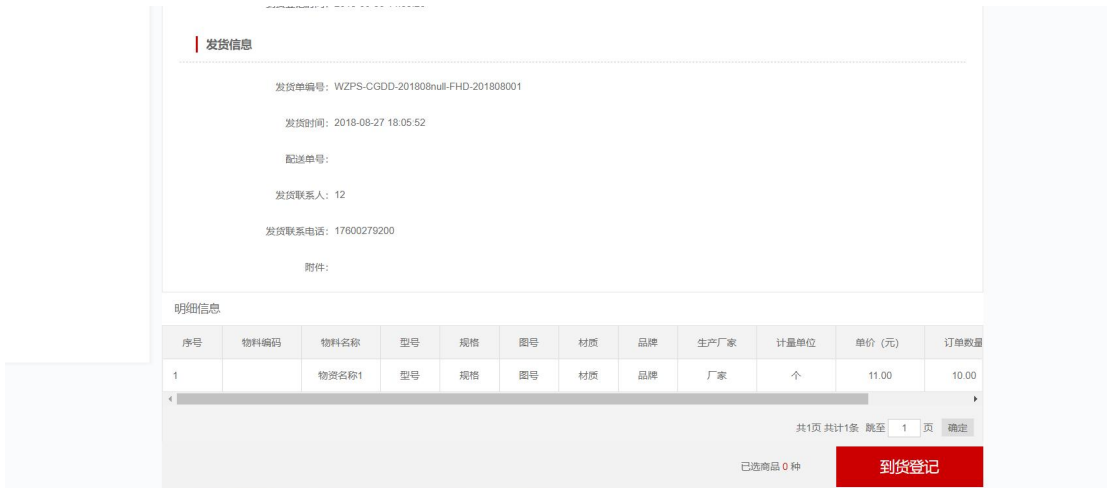 发货信息
发货单编号：WZPS-CGDD-201808null-FHD-201808001
发货时间：2018-08-27 18:05:52
配送单号：
发货联系人：12
发货联系电话：17600279200
附件：
明细信息
序号 物料编码 物料名称 型号 规格 图号 材质 品牌 生产厂家 计量单位 单价（元） 订单数量
1 物资名称1 型号 规格 图号 材质 品牌 厂家 个 11.00 10.00
共1页 共计1条 跳至 1 页 确定
已选商品 0 种 到货登记